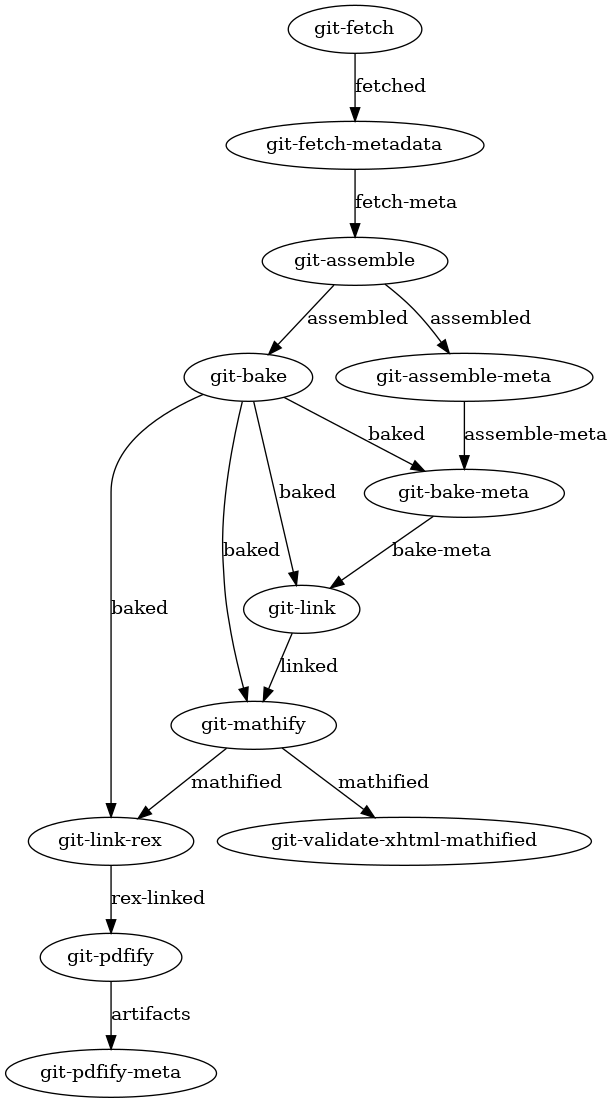 git-fetch
fetched
git-fetch-metadata
fetch-meta
git-assemble
assembled
assembled
git-bake
git-assemble-meta
baked
assemble-meta
baked
git-bake-meta
baked
bake-meta
baked
git-link
linked
git-mathify
mathified
mathified
git-link-rex
git-validate-xhtml-mathified
rex-linked
git-pdfify
artifacts
git-pdfify-meta